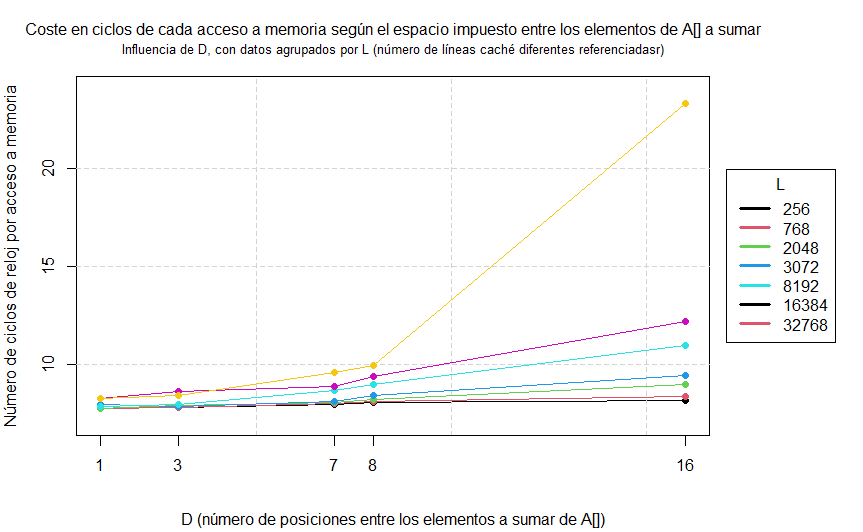 Coste en ciclos de cada acceso a memoria según el espacio impuesto entre los elementos de A[] a sumar
Influencia de D, con datos agrupados por L (número de líneas caché diferentes referenciadasr)
Número de ciclos de reloj por acceso a memoria
20
15
10
1 3 7 8 16
D (número de posiciones entre los elementos a sumar de A[])
L
256
768
2048
3072
8192
16384
32768